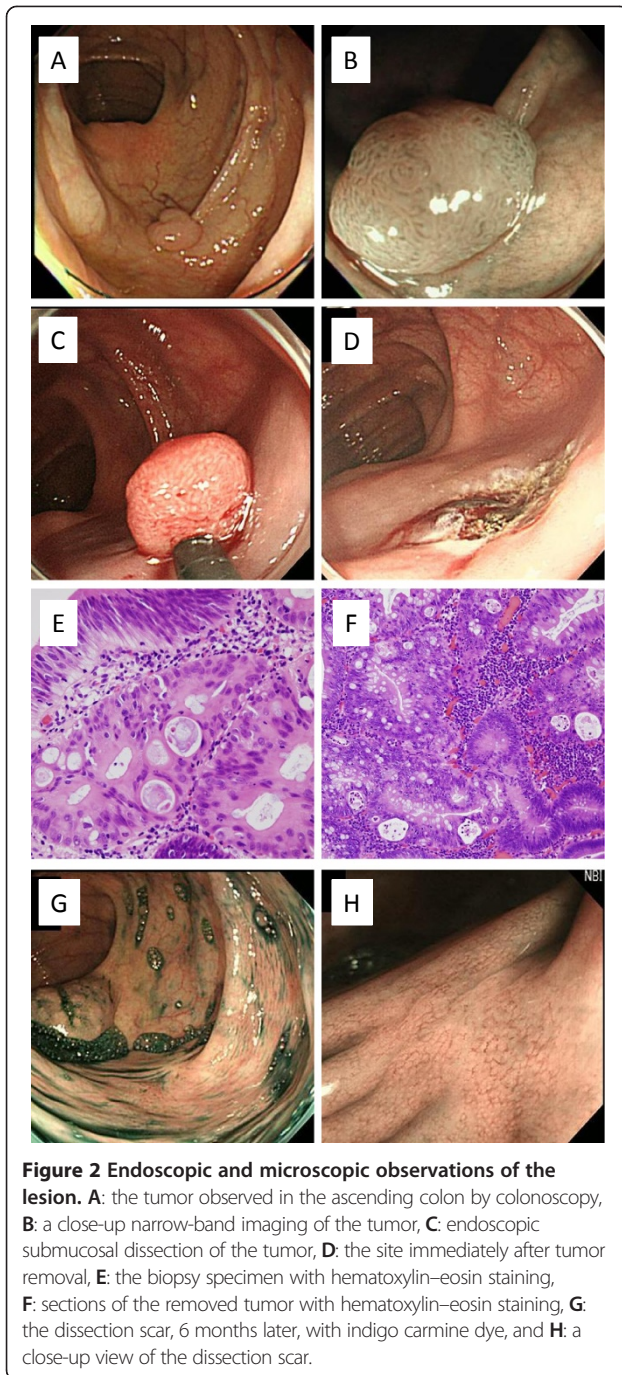 A
B
C
D
E
F
G
H
NBI
Figure 2 Endoscopic and microscopic observations of the
lesion. A: the tumor observed in the ascending colon by colonoscopy,
B: a close-up narrow-band imaging of the tumor, C: endoscopic
submucosal dissection of the tumor, D: the site immediately after tumor
removal, E: the biopsy specimen with hematoxylin–eosin staining,
F: sections of the removed tumor with hematoxylin–eosin staining, G:
the dissection scar, 6 months later, with indigo carmine dye, and H: a
close-up view of the dissection scar.